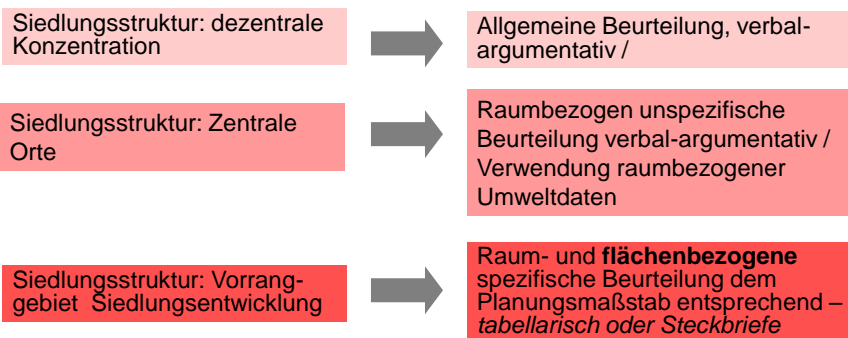 Siedlungsstruktur: dezentrale
Konzentration
Allgemeine Beurteilung, verbal-
argumentativ /
Siedlungsstruktur: Zentrale
Orte
Raumbezogen unspezifische
Beurteilung verbal-argumentativ /
Verwendung raumbezogener
Umweltdaten
Siedlungsstruktur: Vorrang-
gebiet Siedlungsentwicklung
Raum- und flächenbezogene
spezifische Beurteilung dem
Planungsmaßstab entsprechend –
tabellarisch oder Steckbriefe